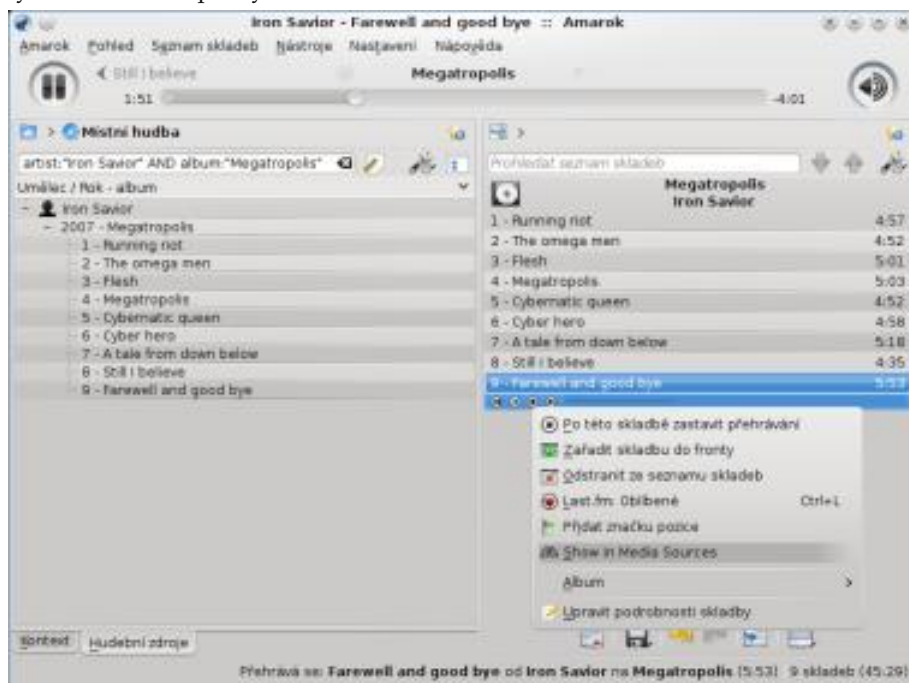 Iron Savior - Farewell and good bye :: Amarok
Amarok Pohled Seznam skladeb Nástroje Nastavení Nápověda
Still I believe
Megatropolis
1:51
-4:01
Místní hudba
artist:"Iron Savior" AND album:"Megatropolis"
Umělec / Rok - album
Iron Savior
2007 - Megatropolis
1 - Running riot
2 - The omega men
3 - Flesh
4 - Megatropolis
5 - Cybernatic queen
6 - Cyber hero
7 - A tale from down below
8 - Still I believe
9 - Farewell and good bye
Prohledat seznam skladeb
Megatropolis
Iron Savior
1 - Running riot 4:57
2 - The omega men 4:52
3 - Flesh 5:01
4 - Megatropolis 5:03
5 - Cybernatic queen 4:52
6 - Cyber hero 4:58
7 - A tale from down below 5:18
8 - Still I believe 4:35
9 - Farewell and good bye 5:53
Po této skladbě zastavit přehrávání
Zařadit skladbu do fronty
Odstranit ze seznamu skladeb
Last.fm: Oblíbené Ctrl+L
Přidat značku pozice
Show in Media Sources
Album
Upravit podrobnosti skladby
Kontext Hudební zdroje
Přehrává se: Farewell and good bye od Iron Savior na Megatropolis (5:53) 9 skladeb (45:29)